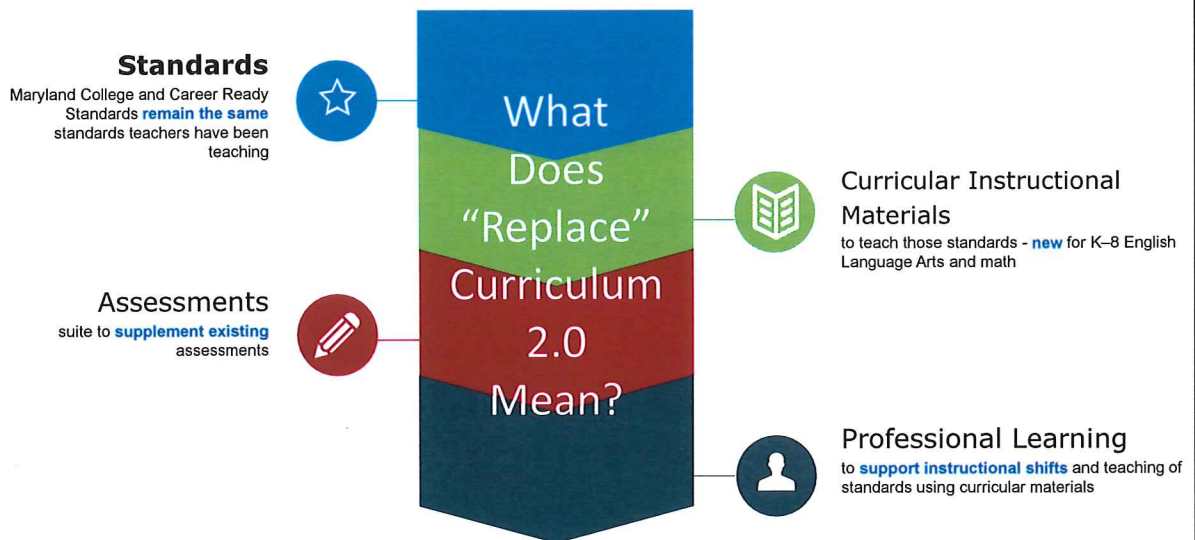 Standards
Maryland College and Career Ready
Standards remain the same
standards teachers have been
teaching
What
Does
“Replace”
Curriculum
2.0
Mean?
Curricular Instructional
Materials
to teach those standards - new for K–8 English
Language Arts and math
Assessments
suite to supplement existing
assessments
Professional Learning
to support instructional shifts and teaching of
standards using curricular materials